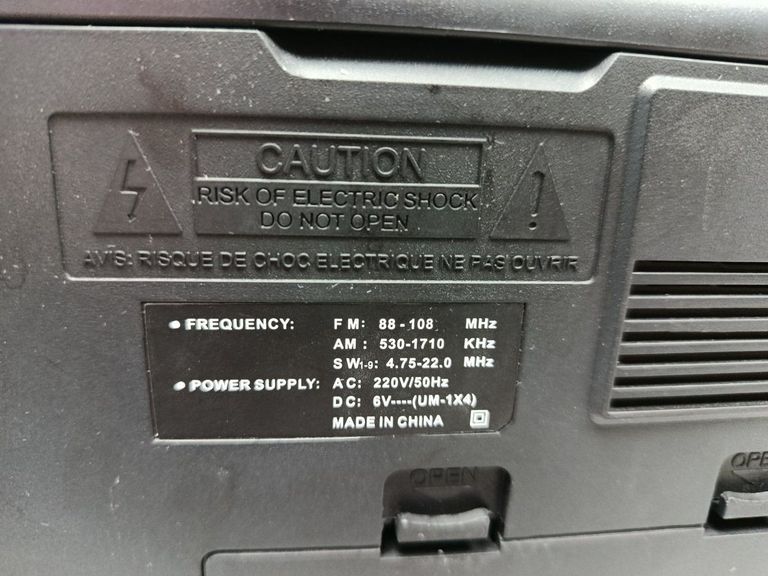 CAUTION
RISK OF ELECTRIC SHOCK
DO NOT OPEN
AVIS: RISQUE DE CHOC ELECTRIQUE NE PAS OUVRIR
● FREQUENCY: FM: 88-108 MHz
AM: 530-1710 KHz
SW1-9: 4.75-22.0 MHz
● POWER SUPPLY: AC: 220V/50Hz
DC: 6V----(UM-1X4)
MADE IN CHINA
OPEN
OPE